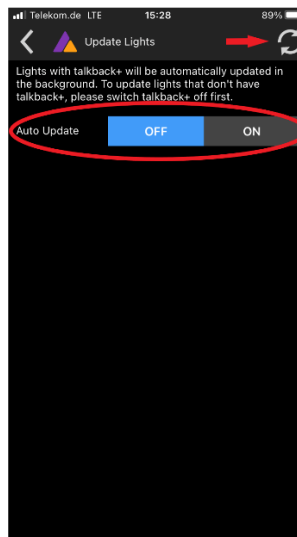 Telekom.de LTE 15:28 89%
Update Lights
Lights with talkback+ will be automatically updated in
the background. To update lights that don't have
talkback+, please switch talkback+ off first.
Auto Update OFF ON